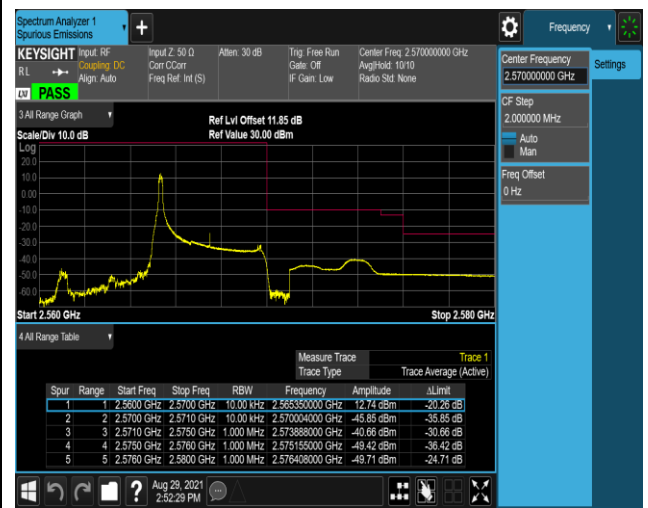 Spectrum Analyzer 1
Spurious Emissions
Frequency
KEYSIGHT Input: RF Input Z: 50 Ω Atten: 30 dB Trig: Free Run Center Freq: 2.570000000 GHz
RL Coupling: DC Corr CCorr Gate: Off Avg|Hold: 10/10
Align: Auto Freq Ref: Int (S) IF Gain: Low Radio Std: None
LXI PASS
Center Frequency
2.570000000 GHz
Settings
CF Step
2.000000 MHz
Auto
Man
Freq Offset
0 Hz
3 All Range Graph
Ref Lvl Offset 11.85 dB
Scale/Div 10.0 dB Ref Value 30.00 dBm
Log
20.0
10.0
0.00
-10.0
-20.0
-30.0
-40.0
-50.0
-60.0
Start 2.560 GHz Stop 2.580 GHz
4 All Range Table
Measure Trace Trace 1
Trace Type Trace Average (Active)
Spur Range Start Freq Stop Freq RBW Frequency Amplitude ΔLimit
1 1 2.5600 GHz 2.5700 GHz 10.00 kHz 2.565350000 GHz 12.74 dBm -20.26 dB
2 2 2.5700 GHz 2.5710 GHz 10.00 kHz 2.570004000 GHz -45.85 dBm -35.85 dB
3 3 2.5710 GHz 2.5750 GHz 1.000 MHz 2.573888000 GHz -40.66 dBm -30.66 dB
4 4 2.5750 GHz 2.5760 GHz 1.000 MHz 2.575155000 GHz -49.42 dBm -36.42 dB
5 5 2.5760 GHz 2.5800 GHz 1.000 MHz 2.576408000 GHz -49.71 dBm -24.71 dB
Aug 29, 2021
2:52:29 PM